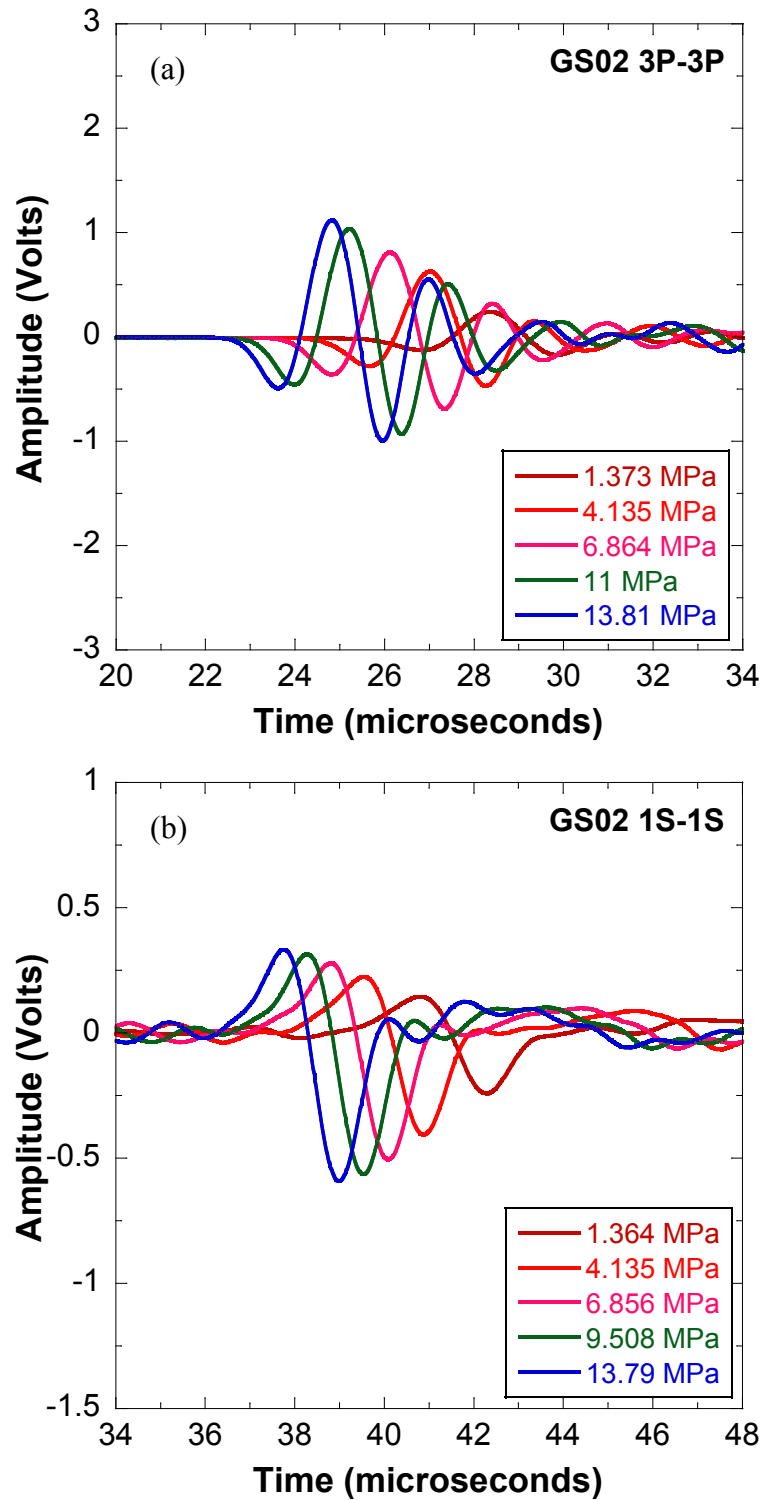 (a)
GS02 3P-3P
3
2
1
0
-1
-2
-3
Amplitude (Volts)
1.373 MPa
4.135 MPa
6.864 MPa
11 MPa
13.81 MPa
20 22 24 26 28 30 32 34
Time (microseconds)
(b)
GS02 1S-1S
1
0.5
0
-0.5
-1
-1.5
Amplitude (Volts)
1.364 MPa
4.135 MPa
6.856 MPa
9.508 MPa
13.79 MPa
34 36 38 40 42 44 46 48
Time (microseconds)